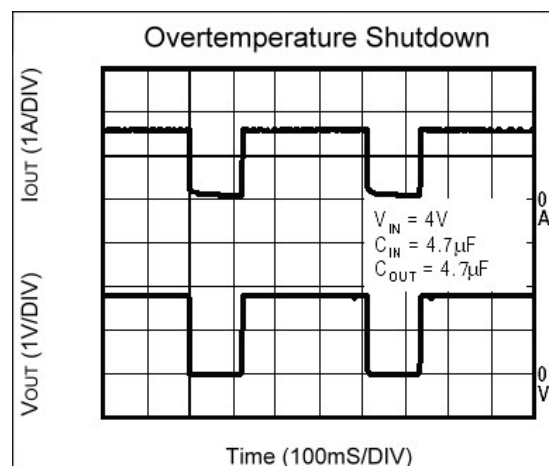 Overtemperature Shutdown
IOUT (1A/DIV)
0
A
VIN = 4V
CIN = 4.7µF
COUT = 4.7µF
VOUT (1V/DIV)
0
V
Time (100mS/DIV)